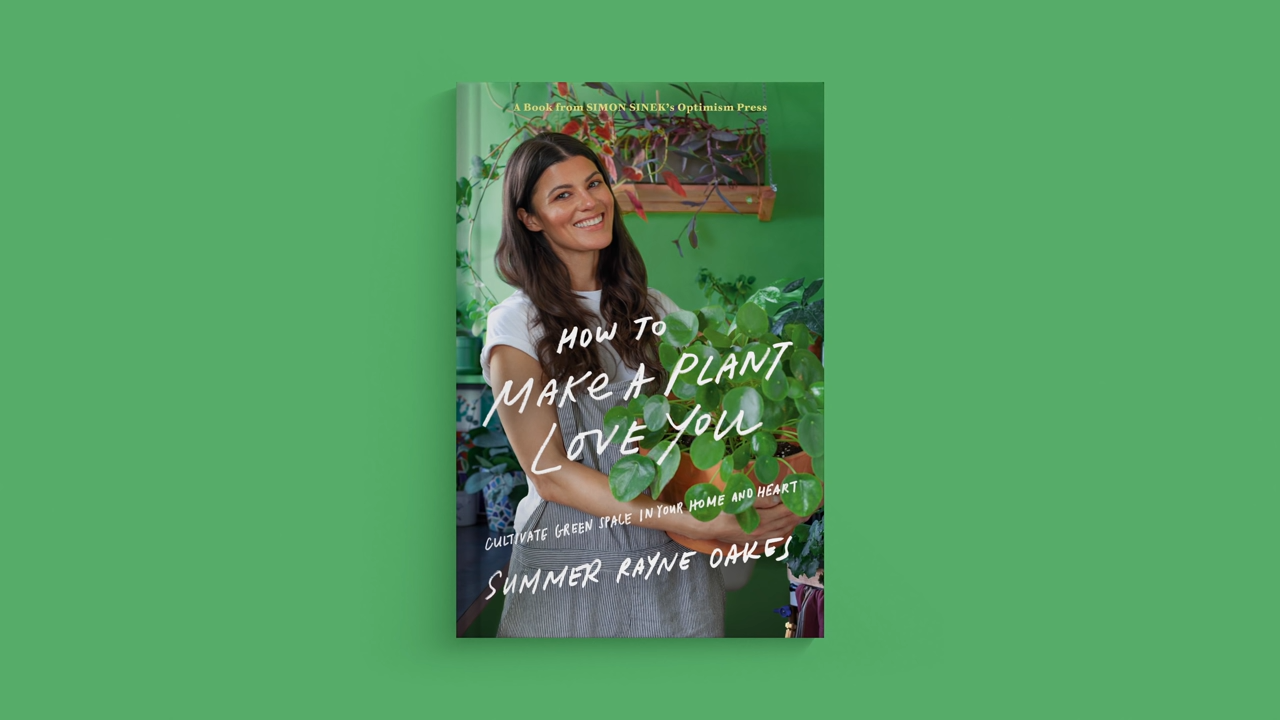 A Book from SIMON SINEK's Optimism Press
HOW TO
MAKE A PLANT
LOVE YOU
CULTIVATE GREEN SPACE IN YOUR HOME AND HEART
SUMMER RAYNE OAKES